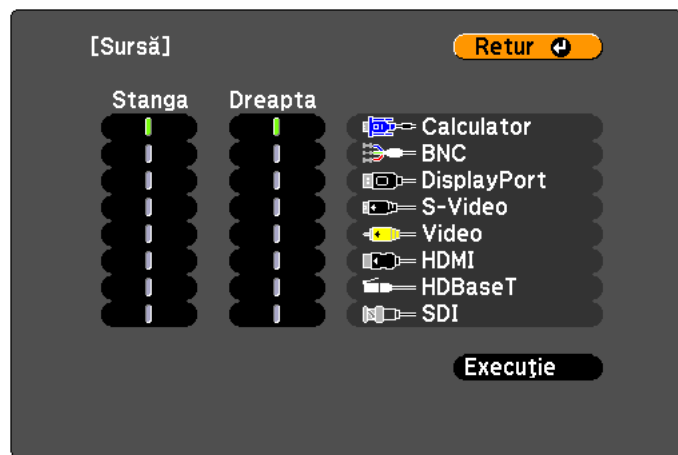 [Sursă]
Retur
Stanga Dreapta
Calculator
BNC
DisplayPort
S-Video
Video
HDMI
HDBaseT
SDI
Execuţie